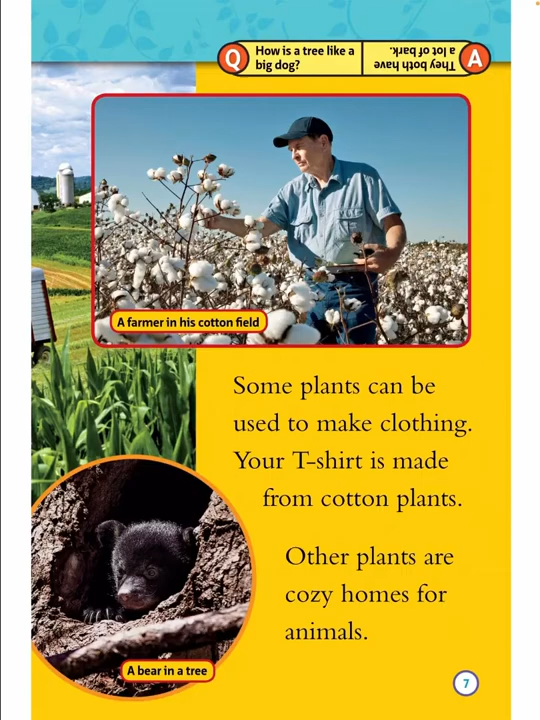 Q
How is a tree like a
big dog?
They both have
a lot of bark.
A
A farmer in his cotton field
Some plants can be
used to make clothing.
Your T-shirt is made
from cotton plants.
Other plants are
cozy homes for
animals.
A bear in a tree
7